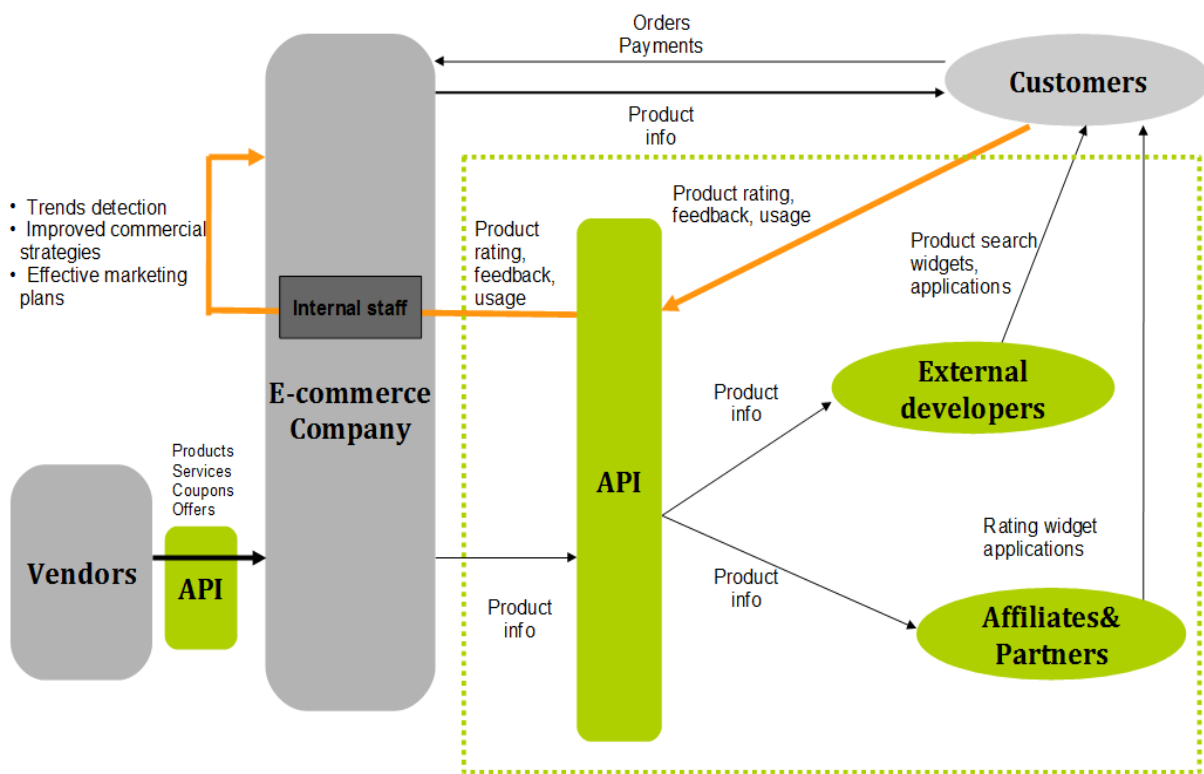 Orders
Payments
Customers
Product
info
• Trends detection
• Improved commercial
strategies
• Effective marketing
plans
Product rating,
feedback, usage
Product
rating,
feedback,
usage
Product search
widgets,
applications
Internal staff
E-commerce
Company
External
developers
Product
info
Products
Services
Coupons
Offers
API
Vendors
API
Rating widget
applications
Product
info
Product
info
Affiliates&
Partners